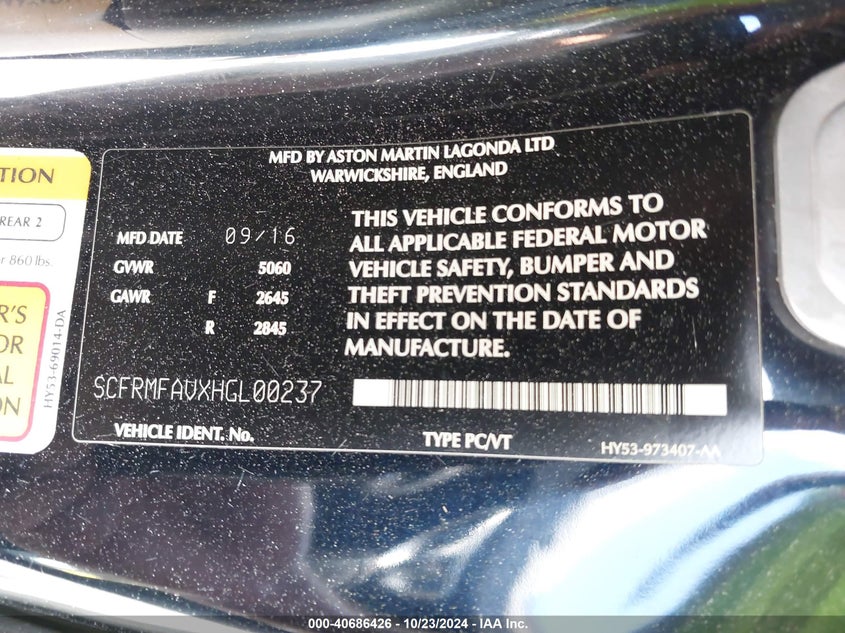 MFD BY ASTON MARTIN LAGONDA LTD
WARWICKSHIRE, ENGLAND
MFD DATE 09/16
GVWR 5060
GAWR F 2645
R 2845
THIS VEHICLE CONFORMS TO
ALL APPLICABLE FEDERAL MOTOR
VEHICLE SAFETY, BUMPER AND
THEFT PREVENTION STANDARDS
IN EFFECT ON THE DATE OF
MANUFACTURE.
SCFRMFAVXHGL00237
VEHICLE IDENT. No.
TYPE PC/VT
HY53-973407-AA
TION
REAR 2
r 860 lbs.
R'S
OR
AL
ON
HY53-69014-DA
000-40686426 - 10/23/2024 - IAA Inc.